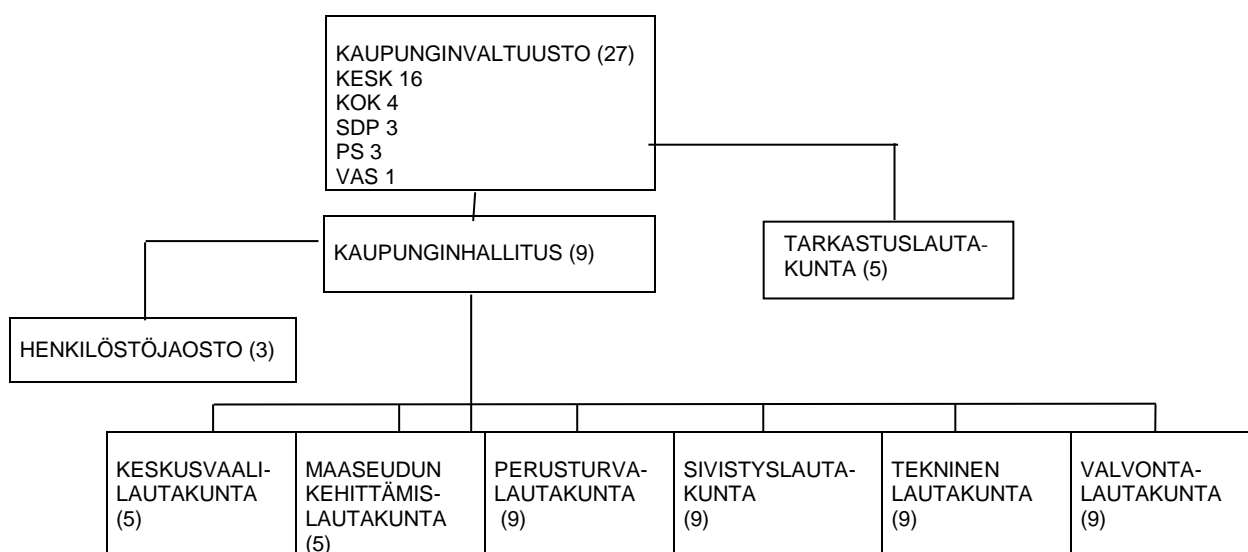 KAUPUNGINVALTUUSTO (27)
KESK 16
KOK 4
SDP 3
PS 3
VAS 1
KAUPUNGINHALLITUS (9)
TARKASTUSLAUTA-
KUNTA (5)
HENKILÖSTÖJAOSTO (3)
KESKUSVAALI-
LAUTAKUNTA
(5)
MAASEUDUN
KEHITTÄMIS-
LAUTAKUNTA
(5)
PERUSTURVA-
LAUTAKUNTA
(9)
SIVISTYSLAUTA-
KUNTA
(9)
TEKNINEN
LAUTAKUNTA
(9)
VALVONTA-
LAUTAKUNTA
(9)